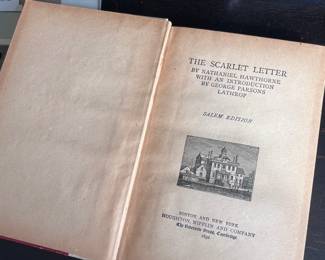 THE SCARLET LETTER
BY NATHANIEL HAWTHORNE
WITH AN INTRODUCTION
BY GEORGE PARSONS
LATHROP
SALEM EDITION
BOSTON AND NEW YORK
HOUGHTON, MIFFLIN AND COMPANY
The Riverside Press, Cambridge